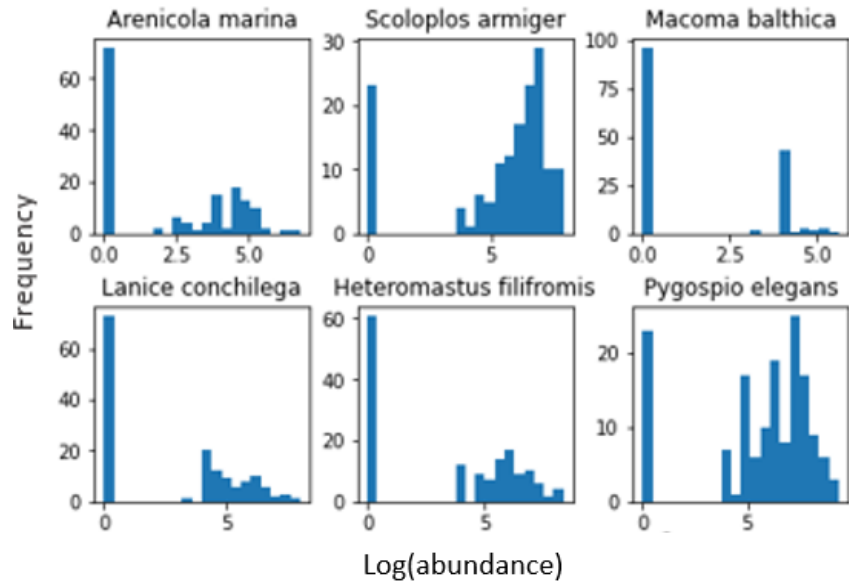 Arenicola marina
Scoloplos armiger
Macoma balthica
60
40
20
0
0.0 2.5 5.0
30
20
10
0
0 5
100
75
50
25
0
0.0 2.5 5.0
Frequency
Lanice conchilega
Heteromastus filifromis
Pygospio elegans
60
40
20
0
0 5
60
40
20
0
0 5
20
10
0
0 5
Log(abundance)